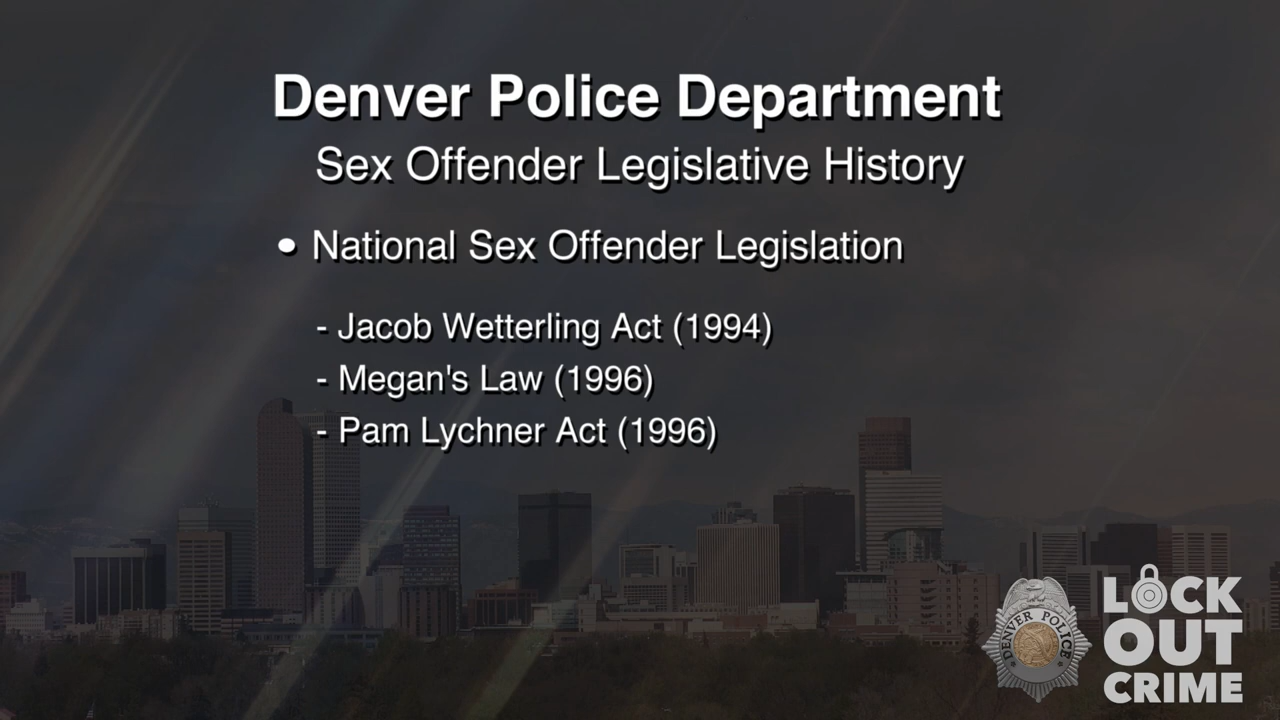 Denver Police Department
Sex Offender Legislative History
• National Sex Offender Legislation
- Jacob Wetterling Act (1994)
- Megan's Law (1996)
- Pam Lychner Act (1996)
DENVER POLICE
LOCK
OUT
CRIME